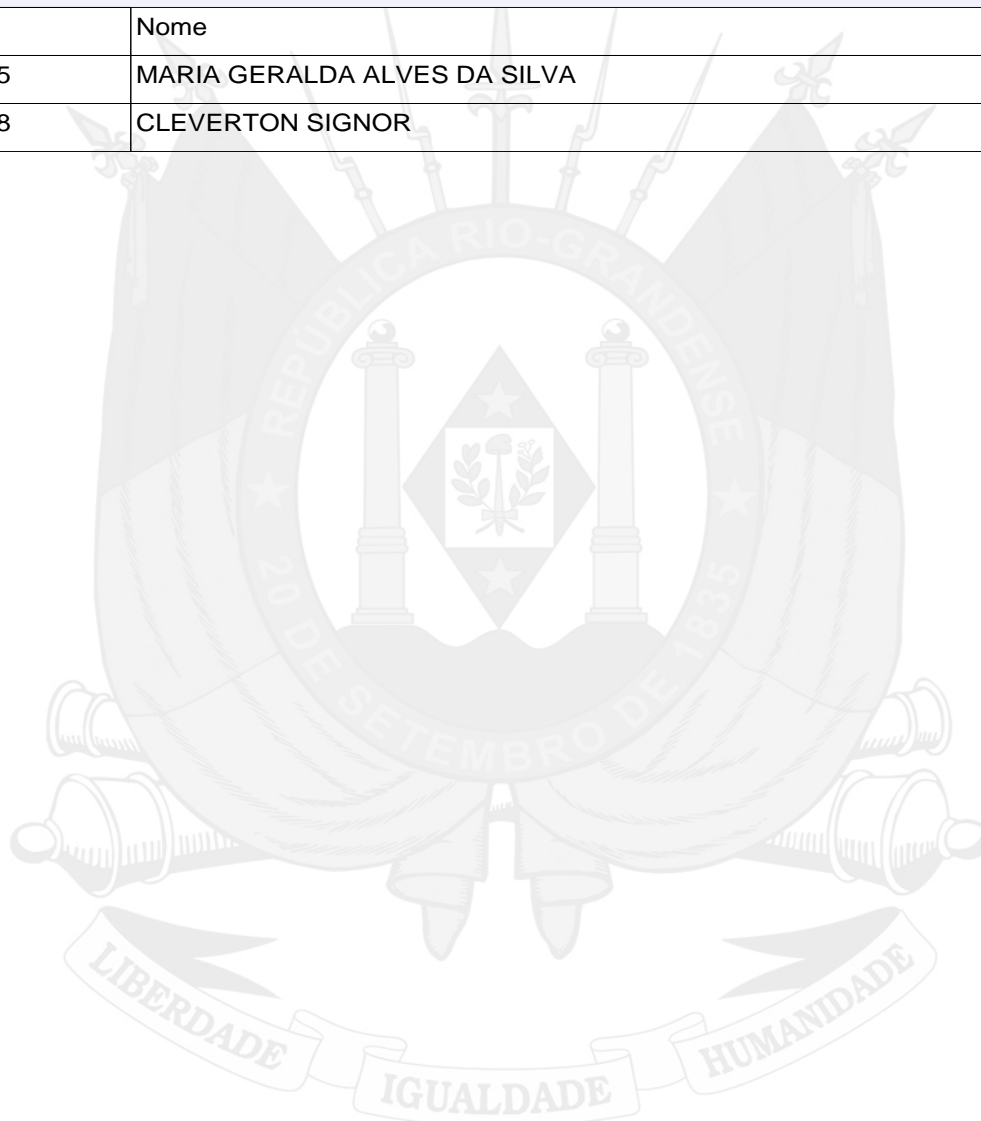 Nome
5 MARIA GERALDA ALVES DA SILVA
8 CLEVERTON SIGNOR
REPÚBLICA RIO-GRANDENSE
20 DE SETEMBRO DE 1835
LIBERDADE IGUALDADE HUMANIDADE